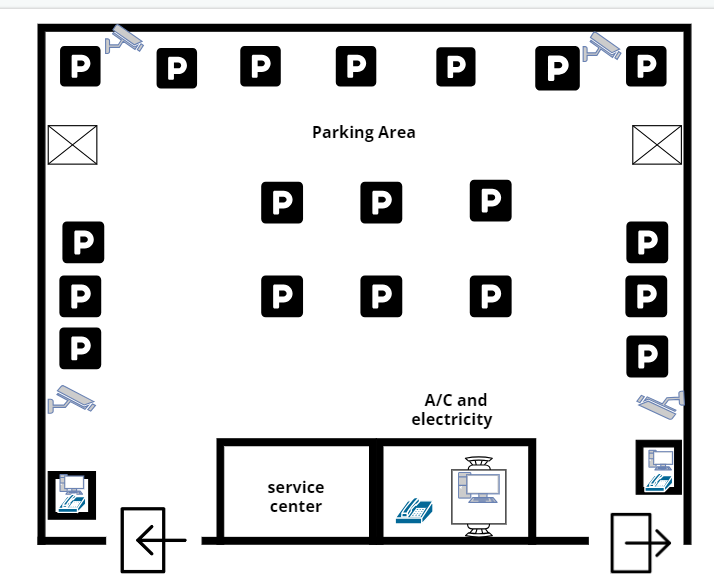 P P P P P P P
Parking Area
P P P
P P
P P P P P
P P
A/C and
electricity
service
center